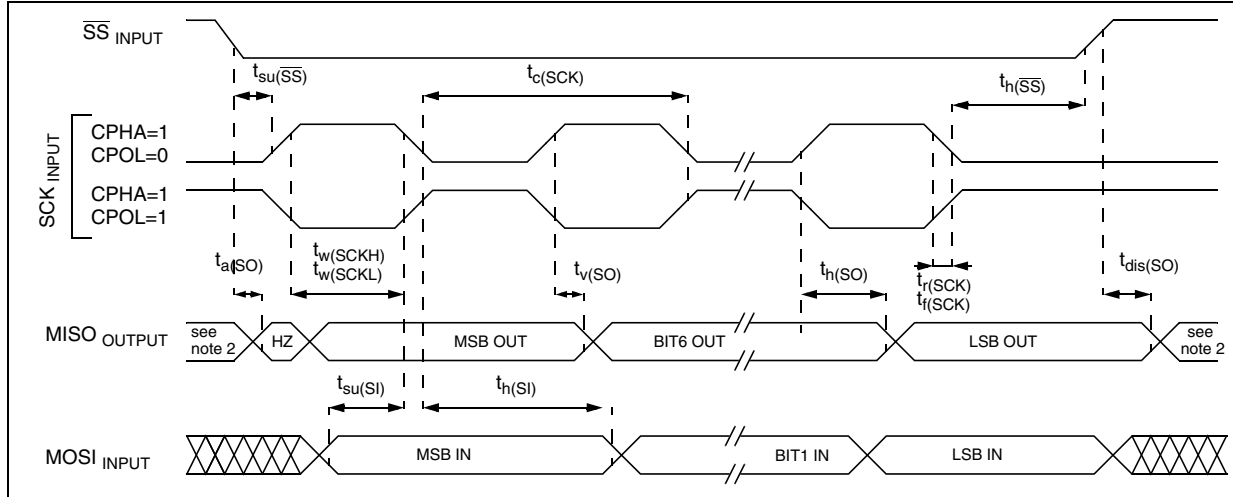 SS INPUT
tsu(SS)
tc(SCK)
th(SS)
SCK INPUT
CPHA=1
CPOL=0
CPHA=1
CPOL=1
ta(SO)
tw(SCKH)
tw(SCKL)
tv(SO)
th(SO)
tr(SCK)
tf(SCK)
tdis(SO)
MISO OUTPUT
see
note 2
HZ
MSB OUT
BIT6 OUT
LSB OUT
see
note 2
tsu(SI)
th(SI)
MOSI INPUT
MSB IN
BIT1 IN
LSB IN